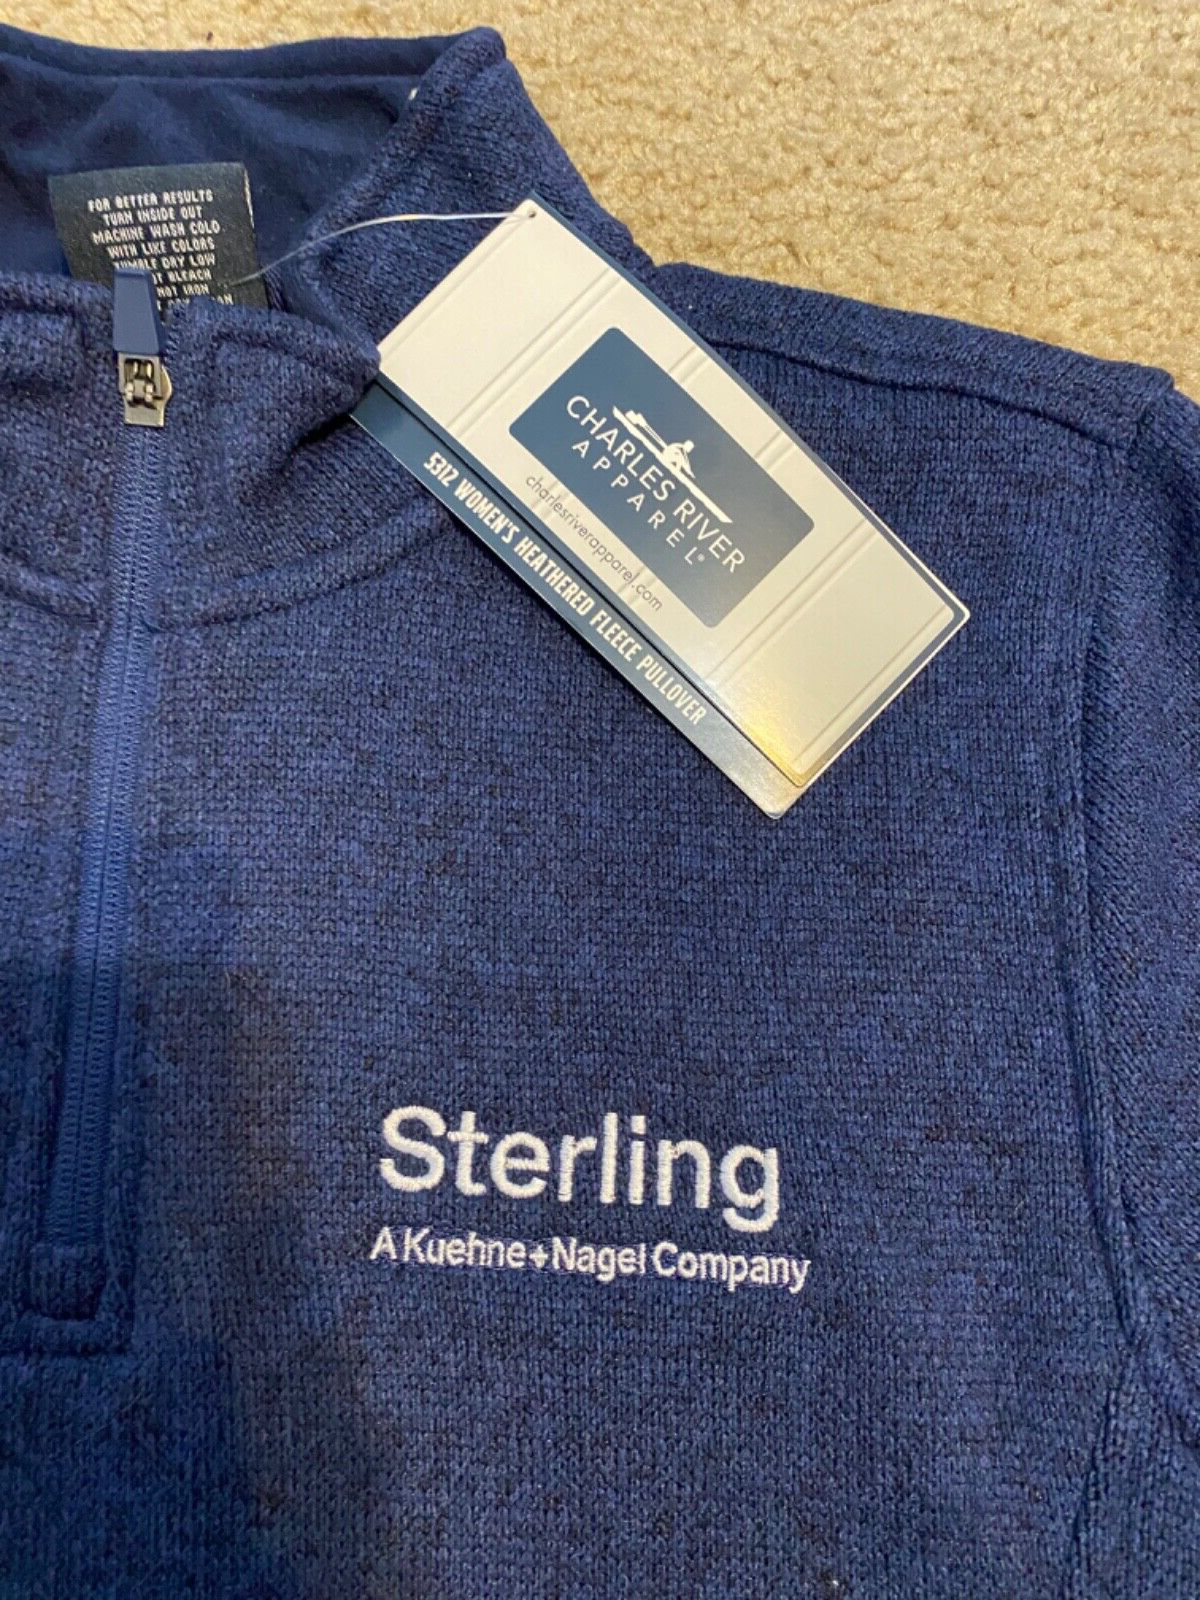 FOR BETTER RESULTS
TURN INSIDE OUT
MACHINE WASH COLD
WITH LIKE COLORS
TUMBLE DRY LOW
BLEACH
NOT IRON
CHARLES RIVER
APPAREL®
charlesriverapparel.com
5312 WOMEN'S HEATHERED FLEECE PULLOVER
Sterling
A Kuehne+Nagel Company